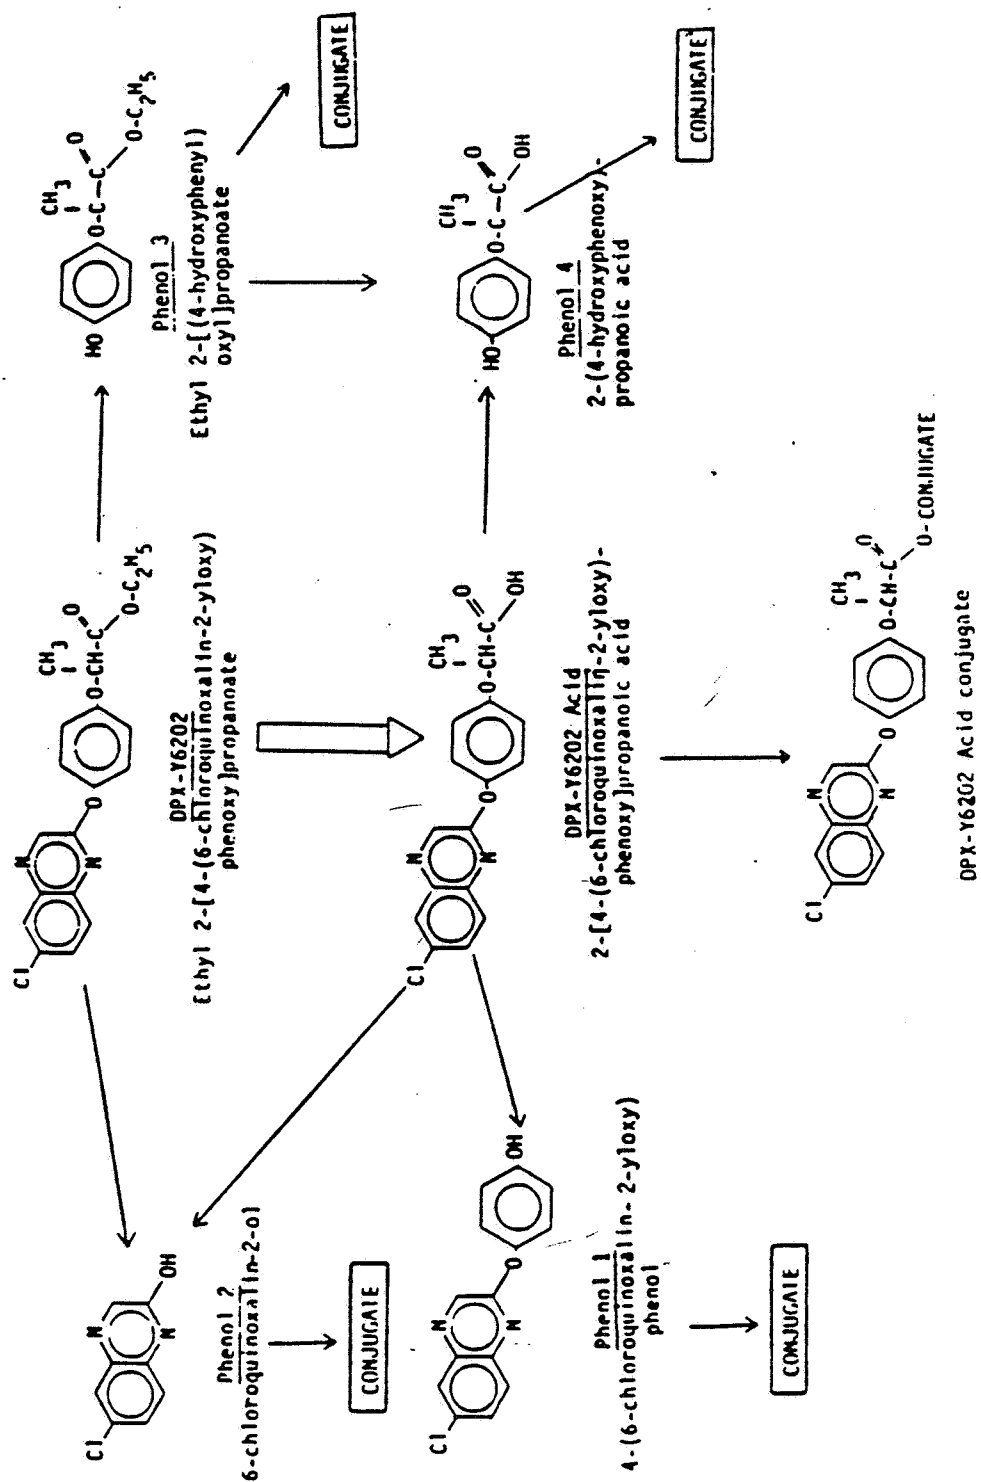 Cl N N OH
Phenol 2
6-chloroquinoxalin-2-ol
CONJUGATE
Cl N N O O-CH-C CH3 O O-C2H5
DPX-Y6202
Ethyl 2-[4-(6-chloroquinoxalin-2-yloxy)
phenoxy]propanoate
HO O-C-C CH3 O O-C2H5
Phenol 3
Ethyl 2-[(4-hydroxyphenyl)
oxyl]propanoate
CONJUGATE
Cl N N O OH
Phenol 1
4-(6-chloroquinoxalin-2-yloxy)
phenol
CONJUGATE
Cl N N O O-CH-C CH3 O OH
DPX-Y6202 Acid
2-[4-(6-chloroquinoxalin-2-yloxy)-
phenoxy]propanoic acid
HO O-C-C CH3 O OH
Phenol 4
2-(4-hydroxyphenoxy)-
propanoic acid
CONJUGATE
Cl N N O O-CH-C CH3 O O-CONJUGATE
DPX-Y6202 Acid conjugate